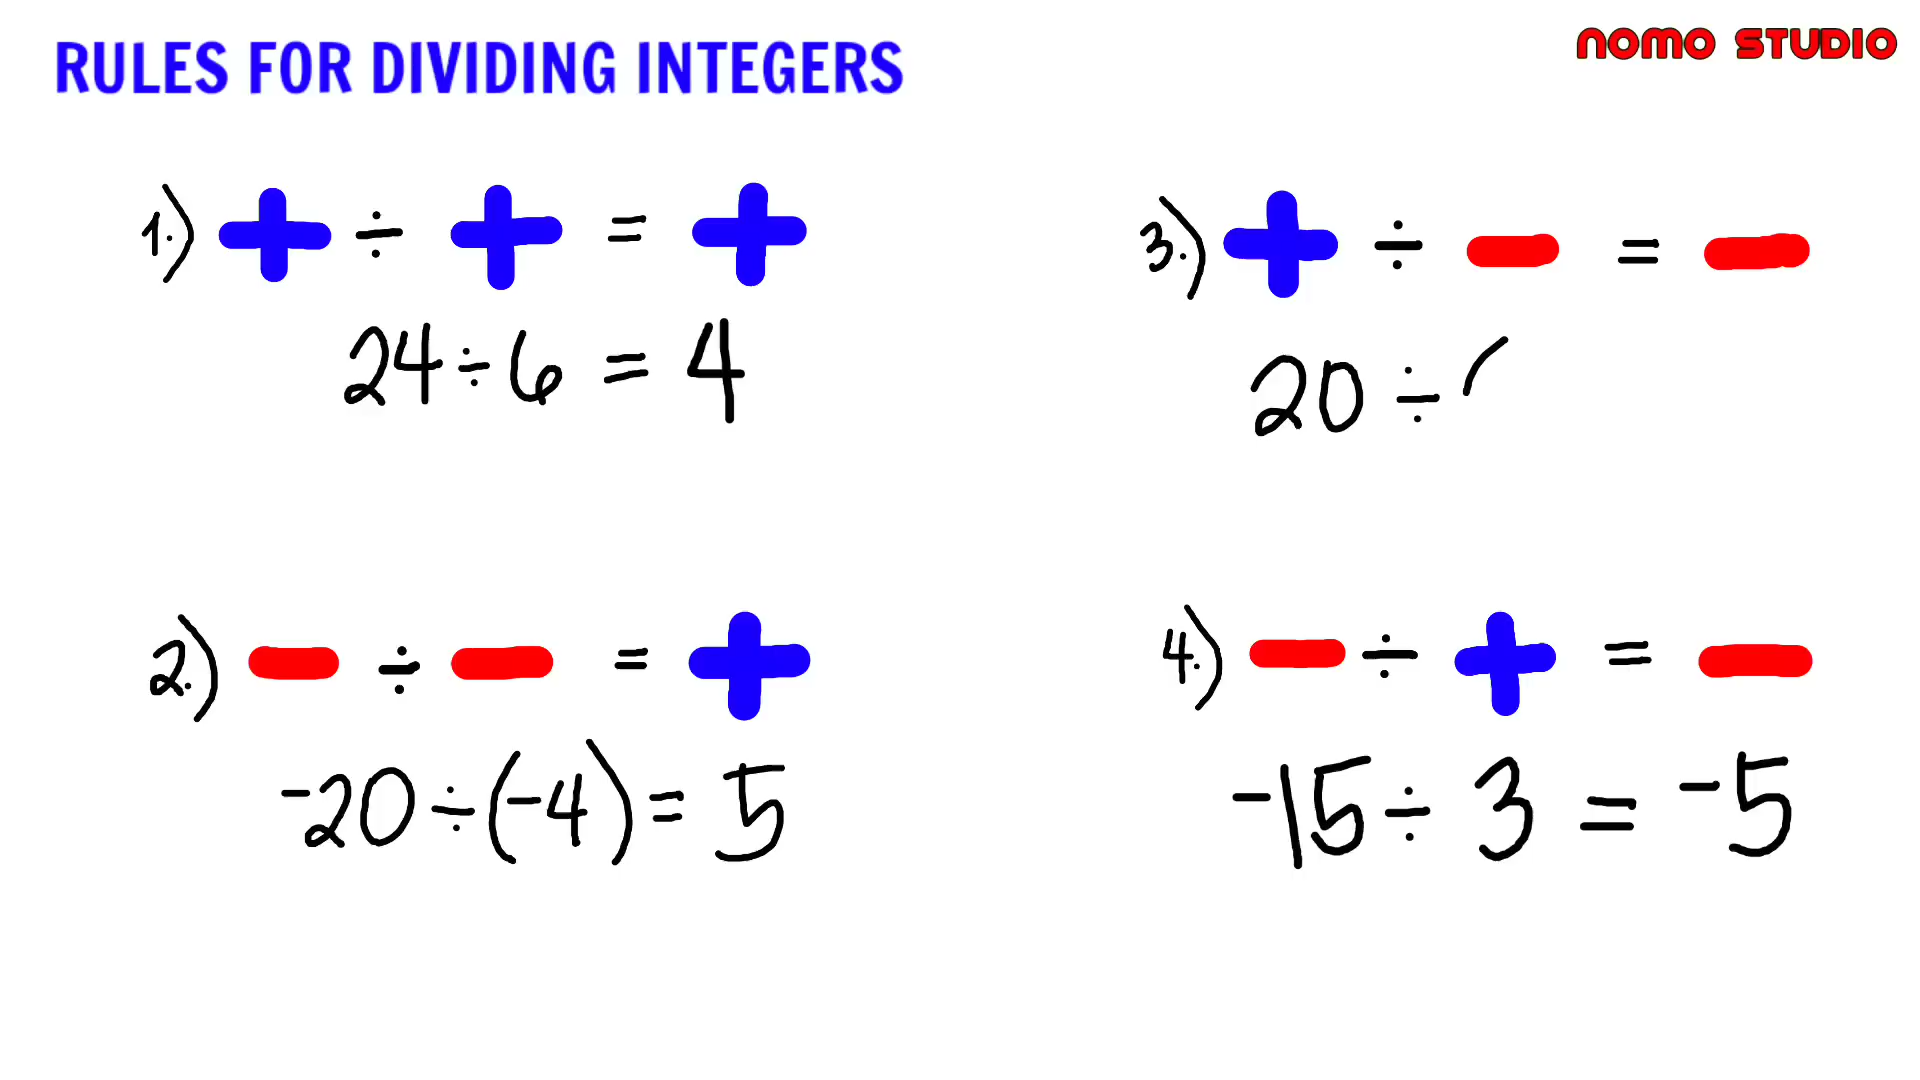 RULES FOR DIVIDING INTEGERS
NOMO STUDIO
1.) + ÷ + = +
24 ÷ 6 = 4
2.) - ÷ - = +
-20 ÷ (-4) = 5
3.) + ÷ - = -
20 ÷ (
4.) - ÷ + = -
-15 ÷ 3 = -5